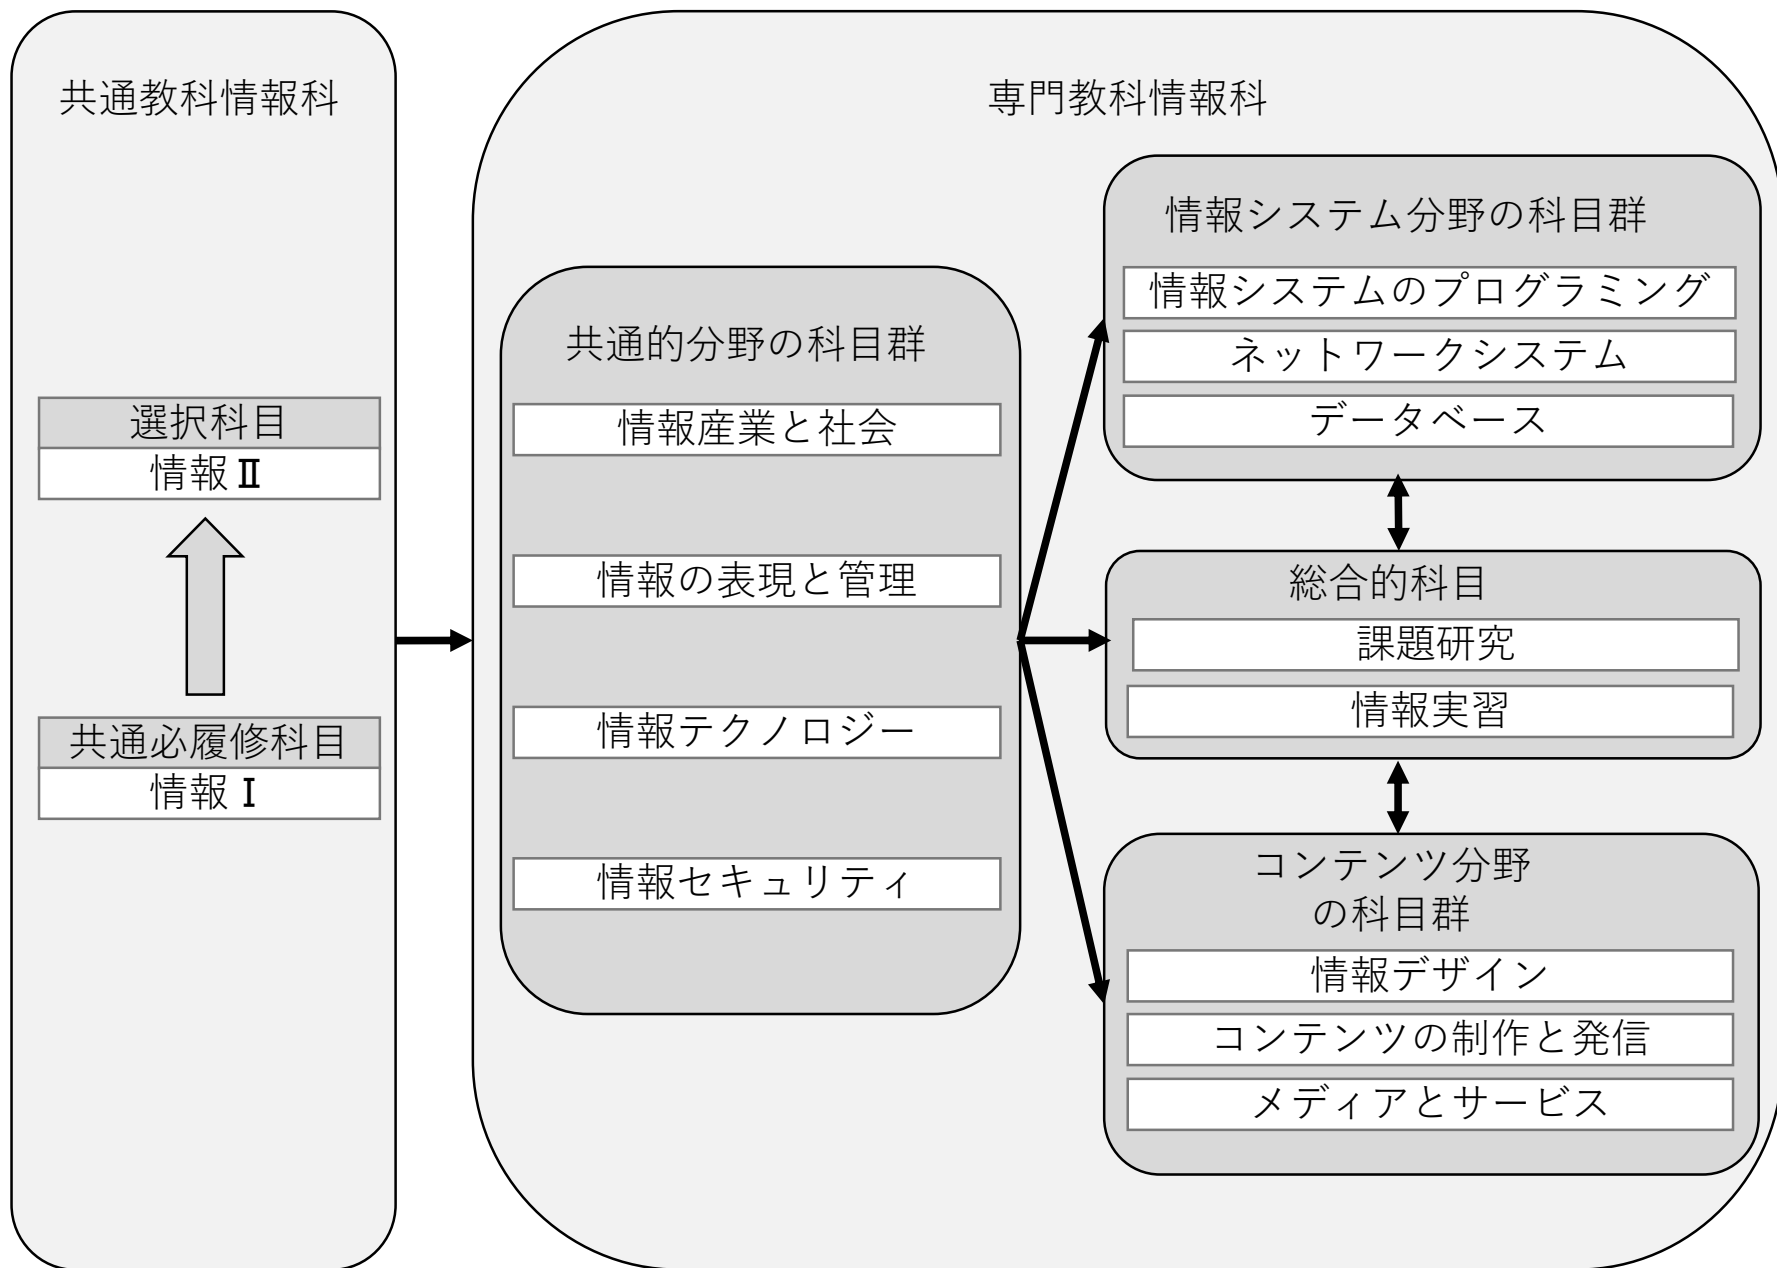 共通教科情報科
選択科目
情報Ⅱ
共通必履修科目
情報Ⅰ
専門教科情報科
共通的分野の科目群
情報産業と社会
情報の表現と管理
情報テクノロジー
情報セキュリティ
情報システム分野の科目群
情報システムのプログラミング
ネットワークシステム
データベース
総合的科目
課題研究
情報実習
コンテンツ分野
の科目群
情報デザイン
コンテンツの制作と発信
メディアとサービス